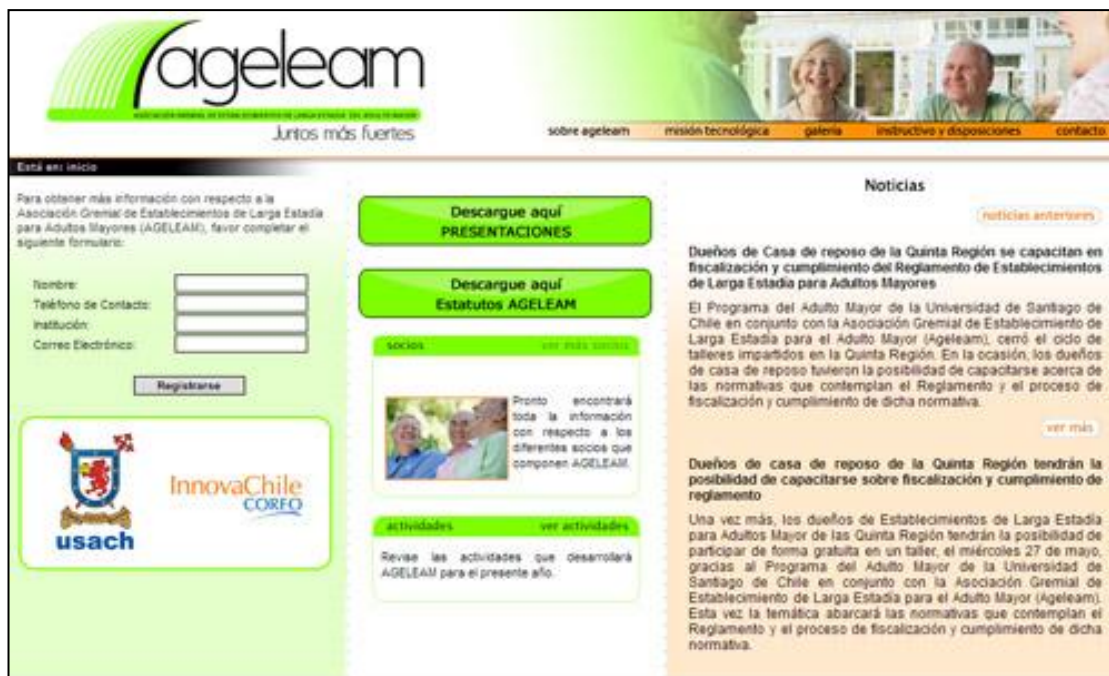 ageleam
ASOCIACIÓN GREMIAL DE ESTABLECIMIENTOS DE LARGA ESTADÍA DEL ADULTO MAYOR
Juntos más fuertes
sobre ageleam misión tecnológica galería instructivo y disposiciones contacto
Está en: inicio
Para obtener más información con respecto a la
Asociación Gremial de Establecimientos de Larga Estadía
para Adultos Mayores (AGELEAM), favor completar el
siguiente formulario:
Nombre:
Teléfono de Contacto:
Institución:
Correo Electrónico:
Registrarse
usach
InnovaChile
CORFO
Descargue aquí
PRESENTACIONES
Descargue aquí
Estatutos AGELEAM
socios ver más socios
Pronto encontrará
toda la información
con respecto a los
diferentes socios que
componen AGELEAM.
actividades ver actividades
Revise las actividades que desarrollará
AGELEAM para el presente año.
Noticias
noticias anteriores
Dueños de Casa de reposo de la Quinta Región se capacitan en
fiscalización y cumplimiento del Reglamento de Establecimientos
de Larga Estadía para Adultos Mayores
El Programa del Adulto Mayor de la Universidad de Santiago de
Chile en conjunto con la Asociación Gremial de Establecimiento de
Larga Estadía para el Adulto Mayor (Ageleam), cerró el ciclo de
talleres impartidos en la Quinta Región. En la ocasión, los dueños
de casa de reposo tuvieron la posibilidad de capacitarse acerca de
las normativas que contemplan el Reglamento y el proceso de
fiscalización y cumplimiento de dicha normativa.
ver más
Dueños de casa de reposo de la Quinta Región tendrán la
posibilidad de capacitarse sobre fiscalización y cumplimiento de
reglamento
Una vez más, los dueños de Establecimientos de Larga Estadía
para Adultos Mayor de las Quinta Región tendrán la posibilidad de
participar de forma gratuita en un taller, el miércoles 27 de mayo,
gracias al Programa del Adulto Mayor de la Universidad de
Santiago de Chile en conjunto con la Asociación Gremial de
Establecimiento de Larga Estadía para el Adulto Mayor (Ageleam).
Esta vez la temática abarcará las normativas que contemplan el
Reglamento y el proceso de fiscalización y cumplimiento de dicha
normativa.